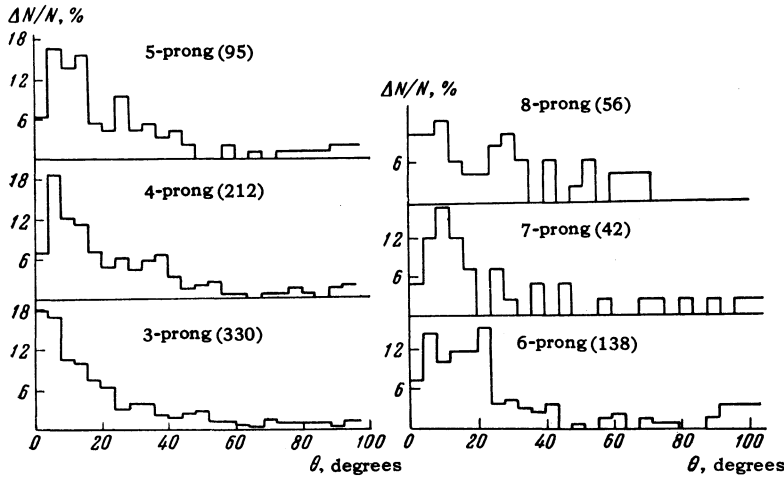 ΔN/N, %
18
12
6
5-prong (95)
18
12
6
4-prong (212)
18
12
6
3-prong (330)
0 20 40 60 80 100
θ, degrees
ΔN/N, %
6
8-prong (56)
12
6
7-prong (42)
12
6
6-prong (138)
0 20 40 60 80 100
θ, degrees